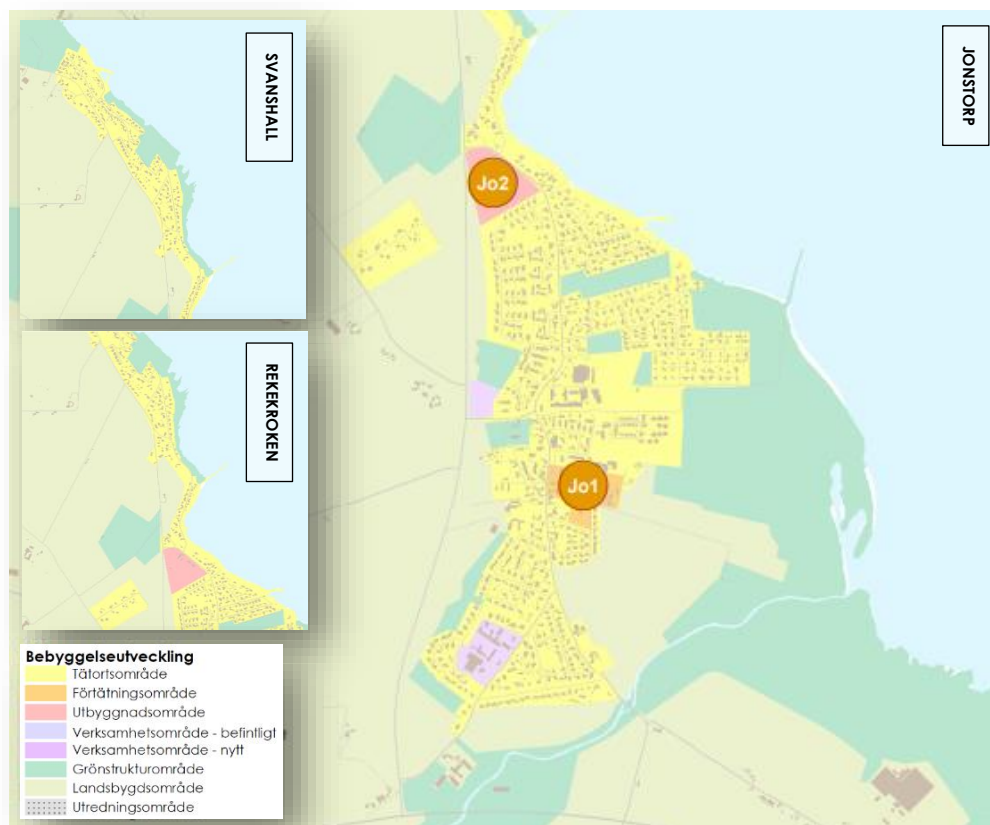 SVANSHALL
JONSTORP
Jo2
REKEKROKEN
Jo1
Bebyggelseutveckling
Tätortsområde
Förtätningsområde
Utbyggnadsområde
Verksamhetsområde - befintligt
Verksamhetsområde - nytt
Grönstrukturområde
Landsbygdsområde
Utredningsområde